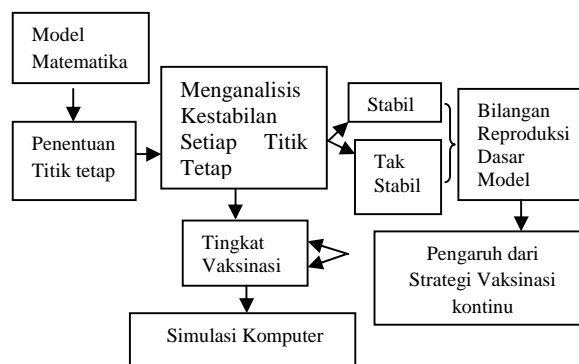 Model
Matematika
Penentuan
Titik tetap
Menganalisis
Kestabilan
Setiap Titik
Tetap
Stabil
Tak
Stabil
Bilangan
Reproduksi
Dasar
Model
Tingkat
Vaksinasi
Pengaruh dari
Strategi Vaksinasi
kontinu
Simulasi Komputer